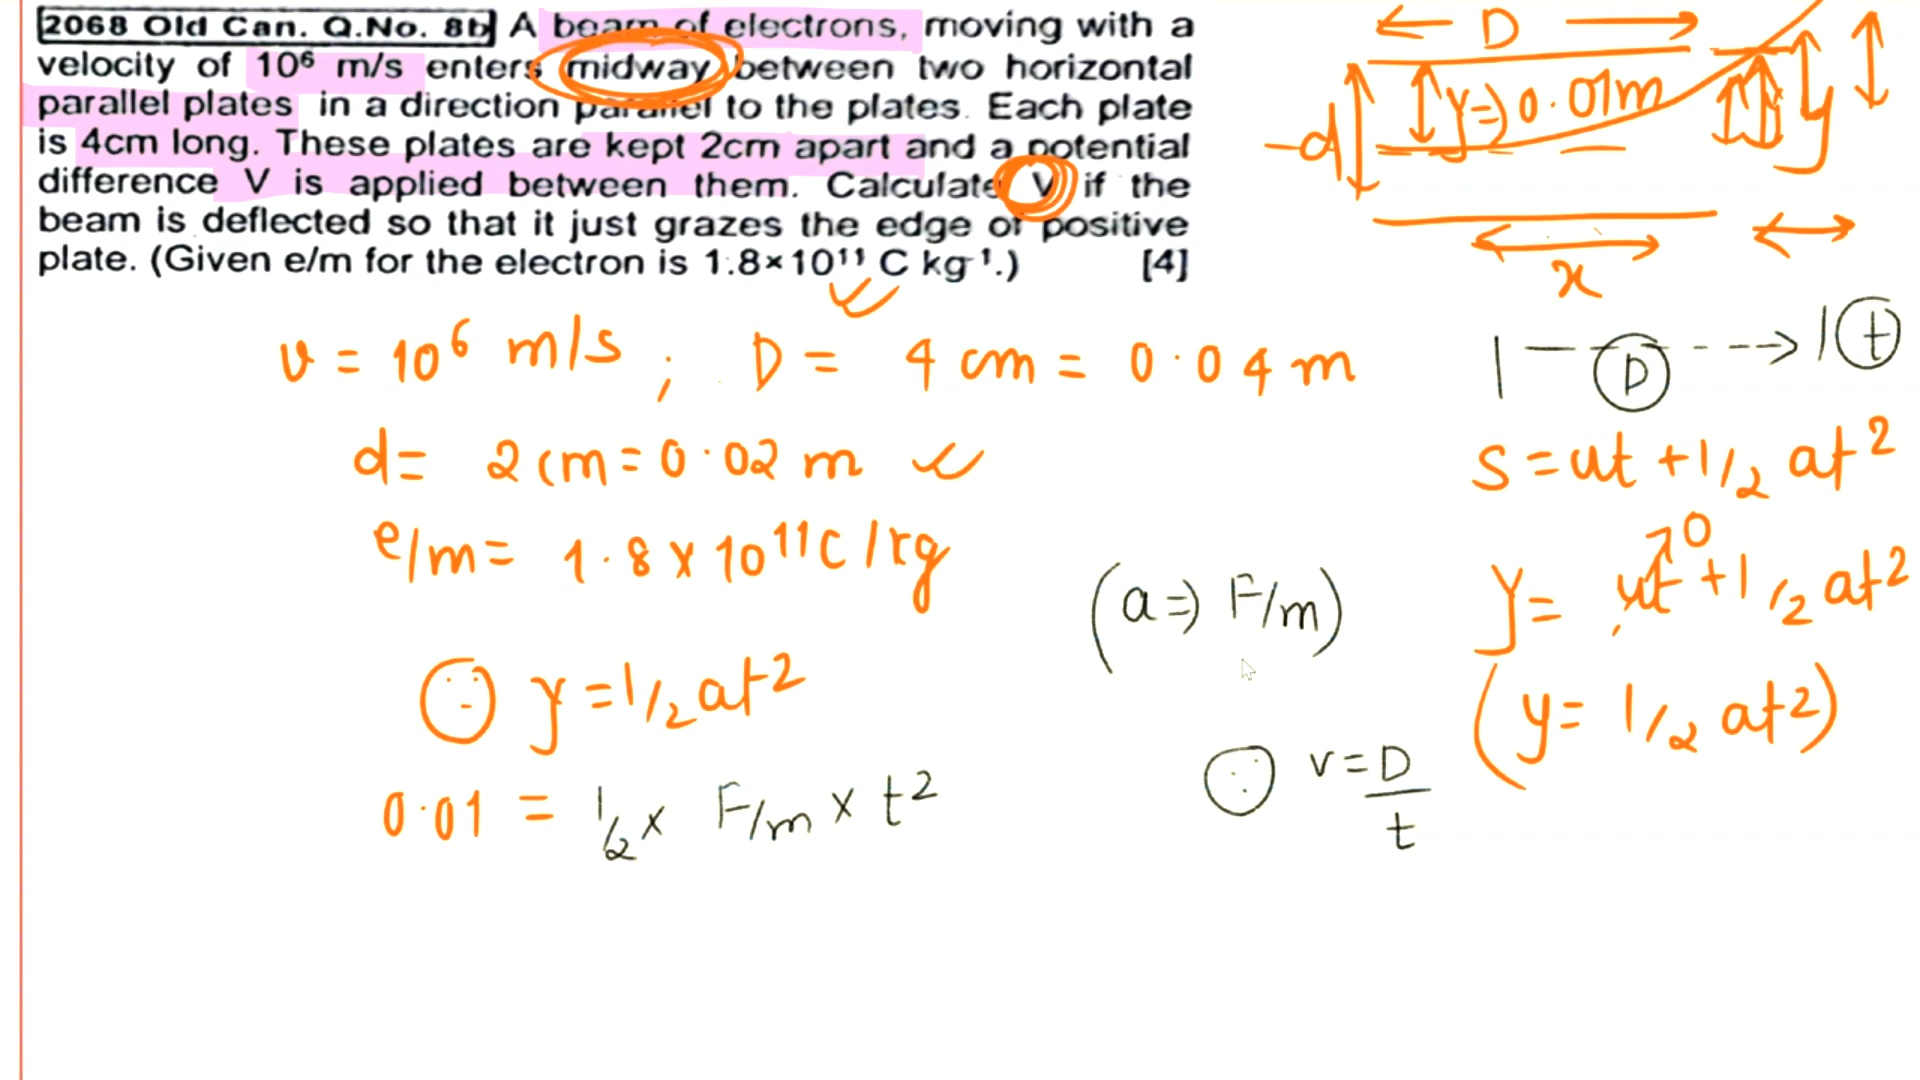 2068 Old Can. Q.No. 8b A beam of electrons, moving with a
velocity of 10⁶ m/s enters midway between two horizontal
parallel plates in a direction parallel to the plates. Each plate
is 4cm long. These plates are kept 2cm apart and a potential
difference V is applied between them. Calculate V if the
beam is deflected so that it just grazes the edge of positive
plate. (Given e/m for the electron is 1.8×10¹¹ C kg⁻¹.) [4]
D
d
y⇒ 0.01m
y
x
v = 10⁶ m/s ; D = 4 cm = 0.04 m
D
t
d = 2 cm = 0.02 m
s = ut + 1/2 at²
e/m = 1.8 x 10¹¹ C/kg
0
y = ut + 1/2 at²
(a ⇒ F/m)
y = 1/2 at²
(y = 1/2 at²)
v = D/t
0.01 = 1/2 x F/m x t²